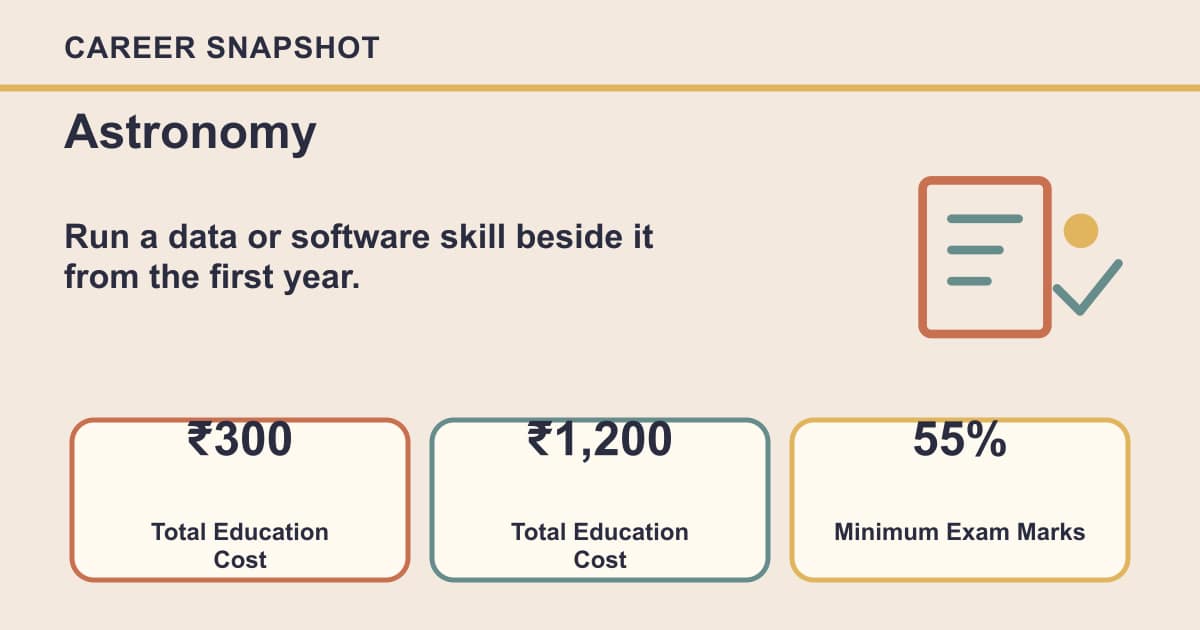 CAREER SNAPSHOT
Astronomy
Run a data or software skill beside it
from the first year.
₹300
Total Education
Cost
₹1,200
Total Education
Cost
55%
Minimum Exam Marks